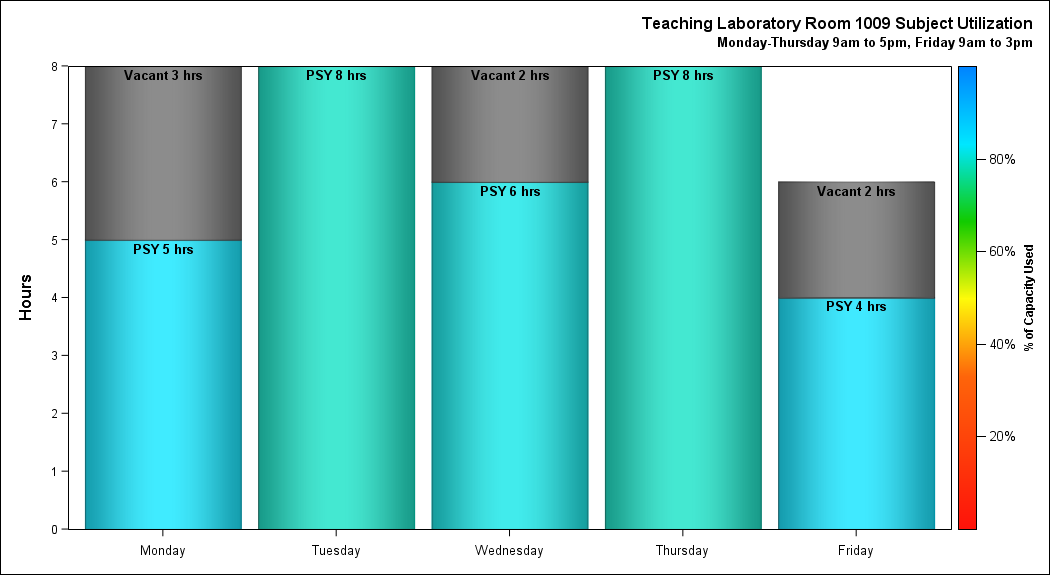 Teaching Laboratory Room 1009 Subject Utilization
Monday-Thursday 9am to 5pm, Friday 9am to 3pm
Hours
8
7
6
5
4
3
2
1
0
Vacant 3 hrs
PSY 5 hrs
PSY 8 hrs
Vacant 2 hrs
PSY 6 hrs
PSY 8 hrs
Vacant 2 hrs
PSY 4 hrs
Monday
Tuesday
Wednesday
Thursday
Friday
80%
60%
40%
20%
% of Capacity Used